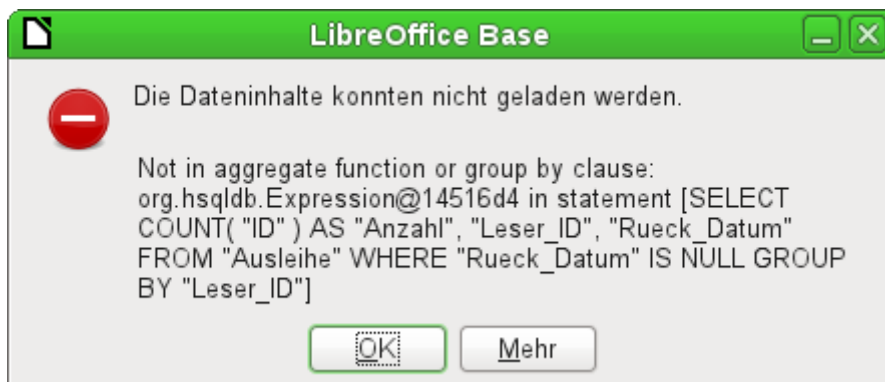 LibreOffice Base
Die Dateninhalte konnten nicht geladen werden.
Not in aggregate function or group by clause:
org.hsqldb.Expression@14516d4 in statement [SELECT
COUNT( "ID" ) AS "Anzahl", "Leser_ID", "Rueck_Datum"
FROM "Ausleihe" WHERE "Rueck_Datum" IS NULL GROUP
BY "Leser_ID"]
OK
Mehr